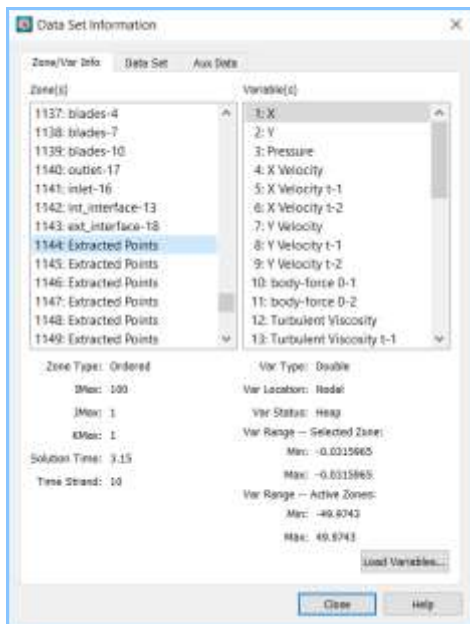 Data Set Information
Zone/Var Info
Data Set
Aux Data
Zone(s)
1137: blades-4
1138: blades-7
1139: blades-10
1140: outlet-17
1141: inlet-16
1142: int_interface-13
1143: ext_interface-18
1144: Extracted Points
1145: Extracted Points
1146: Extracted Points
1147: Extracted Points
1148: Extracted Points
1149: Extracted Points
Variable(s)
1: X
2: Y
3: Pressure
4: X Velocity
5: X Velocity t-1
6: X Velocity t-2
7: Y Velocity
8: Y Velocity t-1
9: Y Velocity t-2
10: body-force 0-1
11: body-force 0-2
12: Turbulent Viscosity
13: Turbulent Viscosity t-1
Zone Type: Ordered
IMax: 100
JMax: 1
KMax: 1
Solution Time: 3.15
Time Strand: 10
Var Type: Double
Var Location: Nodal
Var Status: Heap
Var Range -- Selected Zone:
Min: -0.0315965
Max: -0.0315965
Var Range -- Active Zones:
Min: -49.9743
Max: 49.9743
Load Variables...
Close
Help